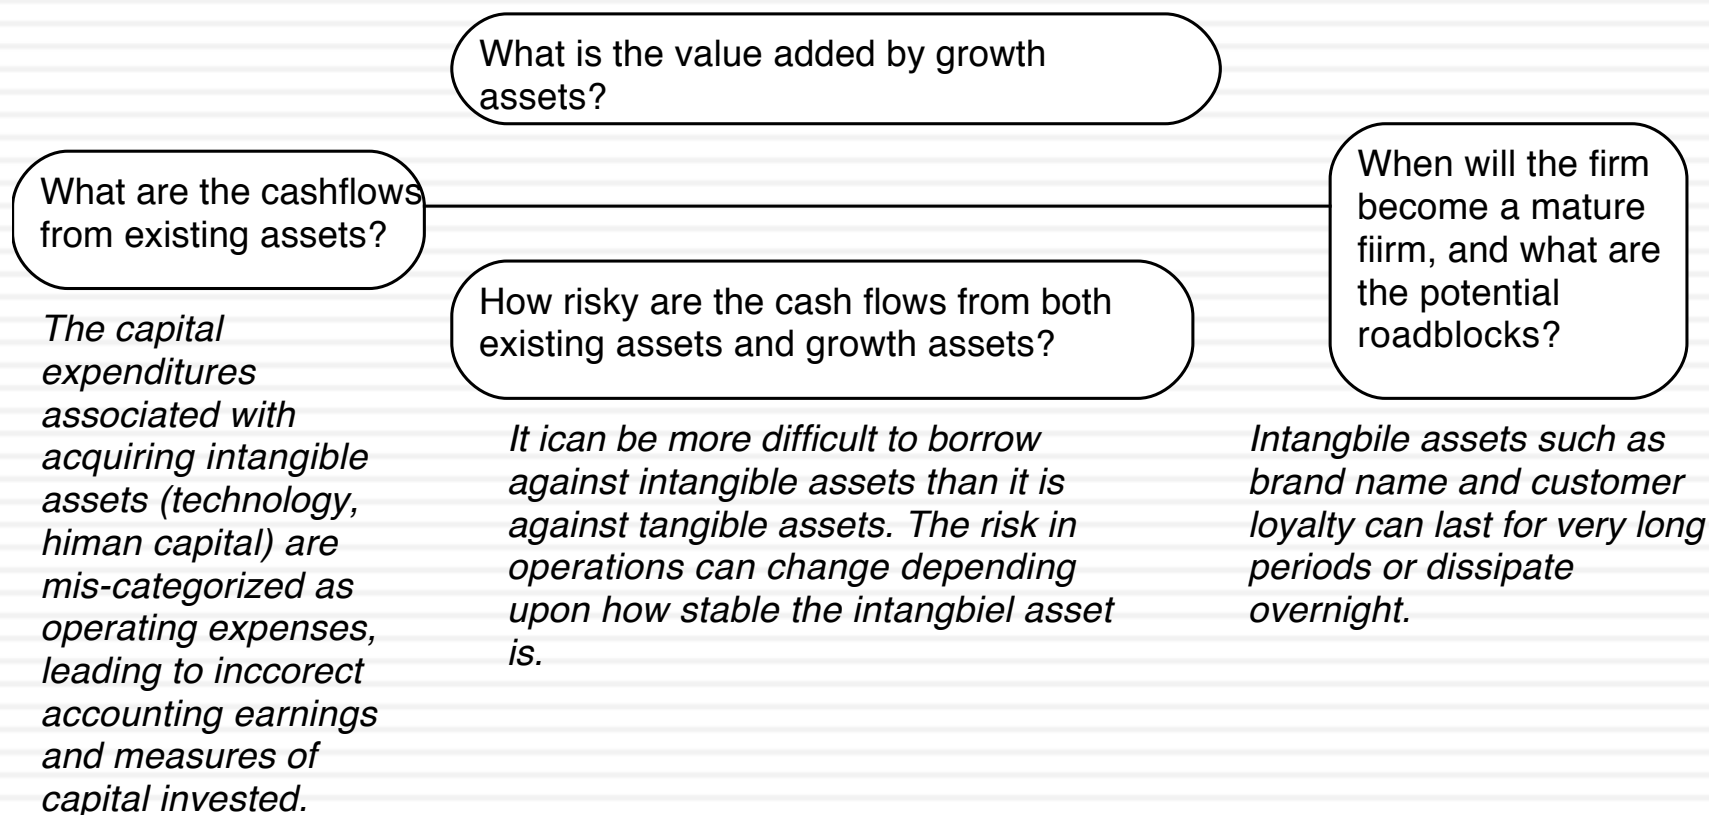 What is the value added by growth
assets?
What are the cashflows
from existing assets?
When will the firm
become a mature
fiirm, and what are
the potential
roadblocks?
How risky are the cash flows from both
existing assets and growth assets?
The capital
expenditures
associated with
acquiring intangible
assets (technology,
himan capital) are
mis-categorized as
operating expenses,
leading to inccorect
accounting earnings
and measures of
capital invested.
It ican be more difficult to borrow
against intangible assets than it is
against tangible assets. The risk in
operations can change depending
upon how stable the intangbiel asset
is.
Intangbile assets such as
brand name and customer
loyalty can last for very long
periods or dissipate
overnight.